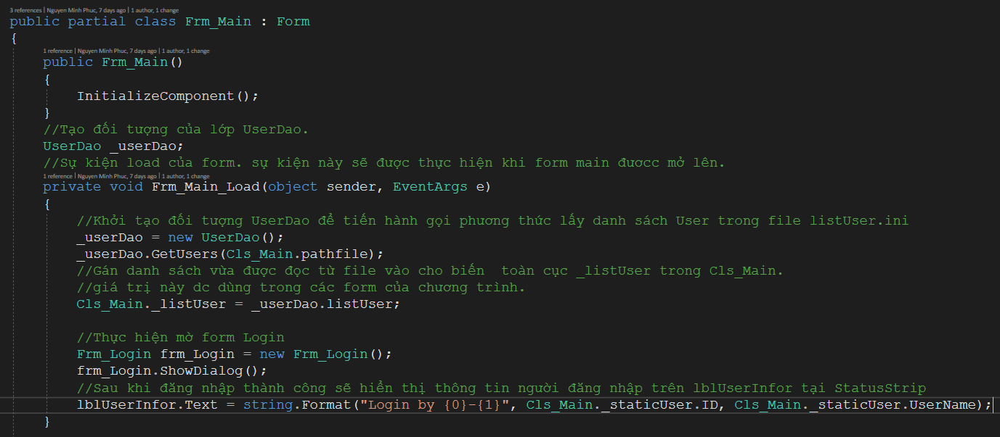 3 references | Nguyen Minh Phuc, 7 days ago | 1 author, 1 change
public partial class Frm_Main : Form
{
1 reference | Nguyen Minh Phuc, 7 days ago | 1 author, 1 change
public Frm_Main()
{
InitializeComponent();
}
//Tạo đối tượng của lớp UserDao.
UserDao _userDao;
//Sự kiện load của form. sự kiện này sẽ được thực hiện khi form main đươcc mở lên.
1 reference | Nguyen Minh Phuc, 7 days ago | 1 author, 1 change
private void Frm_Main_Load(object sender, EventArgs e)
{
//Khởi tạo đối tượng UserDao để tiến hành gọi phương thức lấy danh sách User trong file listUser.ini
_userDao = new UserDao();
_userDao.GetUsers(Cls_Main.pathfile);
//Gán danh sách vừa được đọc từ file vào cho biến  toàn cục _listUser trong Cls_Main.
//giá trị này dc dùng trong các form của chương trình.
Cls_Main._listUser = _userDao.listUser;
//Thực hiện mờ form Login
Frm_Login frm_Login = new Frm_Login();
frm_Login.ShowDialog();
//Sau khi đăng nhập thành công sẽ hiển thị thông tin người đăng nhập trên lblUserInfor tại StatusStrip
lblUserInfor.Text = string.Format("Login by {0}-{1}", Cls_Main._staticUser.ID, Cls_Main._staticUser.UserName);
}